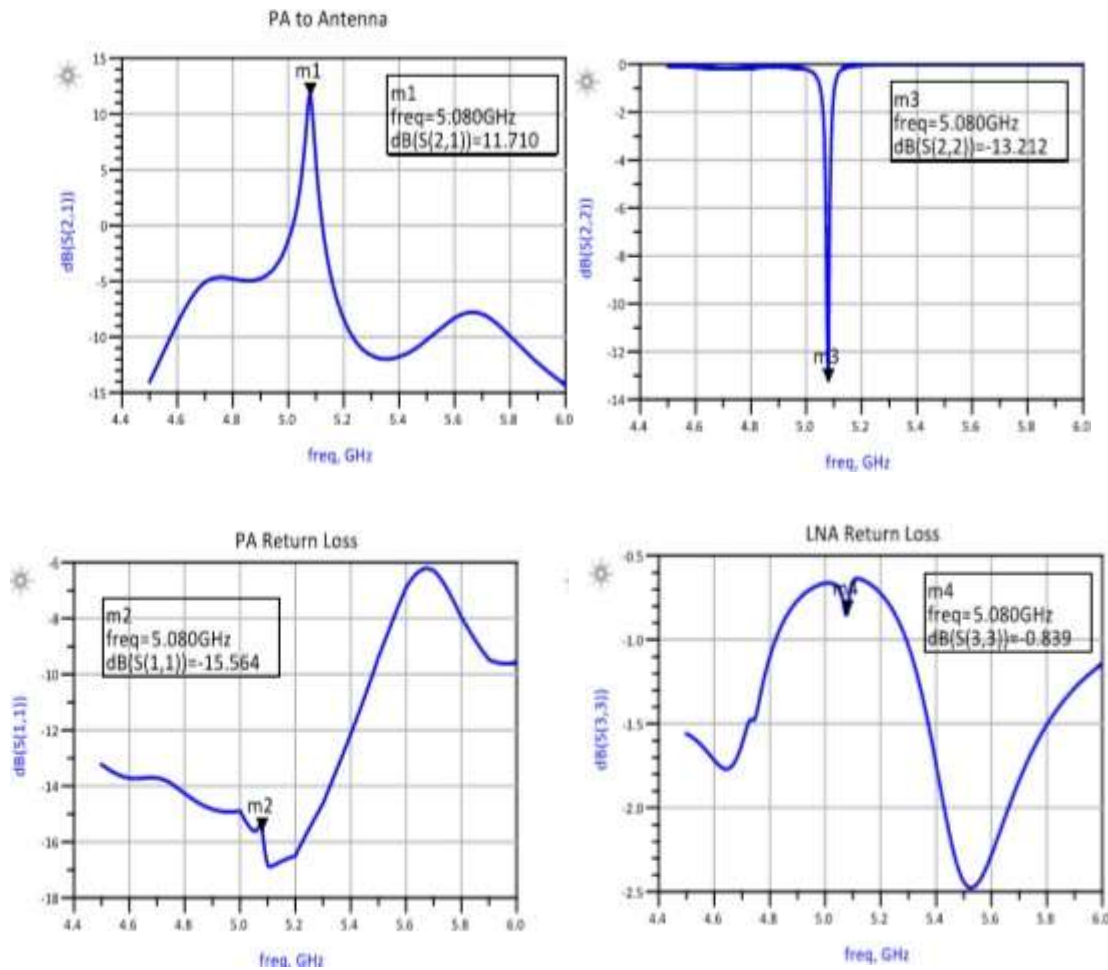 PA to Antenna
dB(S(2,1))
15
10
5
0
-5
-10
-15
m1
m1
freq=5.080GHz
dB(S(2,1))=11.710
4.4 4.6 4.8 5.0 5.2 5.4 5.6 5.8 6.0
freq, GHz
dB(S(2,2))
0
-2
-4
-6
-8
-10
-12
-14
m3
freq=5.080GHz
dB(S(2,2))=-13.212
m3
4.4 4.6 4.8 5.0 5.2 5.4 5.6 5.8 6.0
freq, GHz
PA Return Loss
dB(S(1,1))
-6
-8
-10
-12
-14
-16
-18
m2
freq=5.080GHz
dB(S(1,1))=-15.564
m2
4.4 4.6 4.8 5.0 5.2 5.4 5.6 5.8 6.0
freq, GHz
LNA Return Loss
dB(S(3,3))
-0.5
-1.0
-1.5
-2.0
-2.5
m4
m4
freq=5.080GHz
dB(S(3,3))=-0.839
4.4 4.6 4.8 5.0 5.2 5.4 5.6 5.8 6.0
freq, GHz